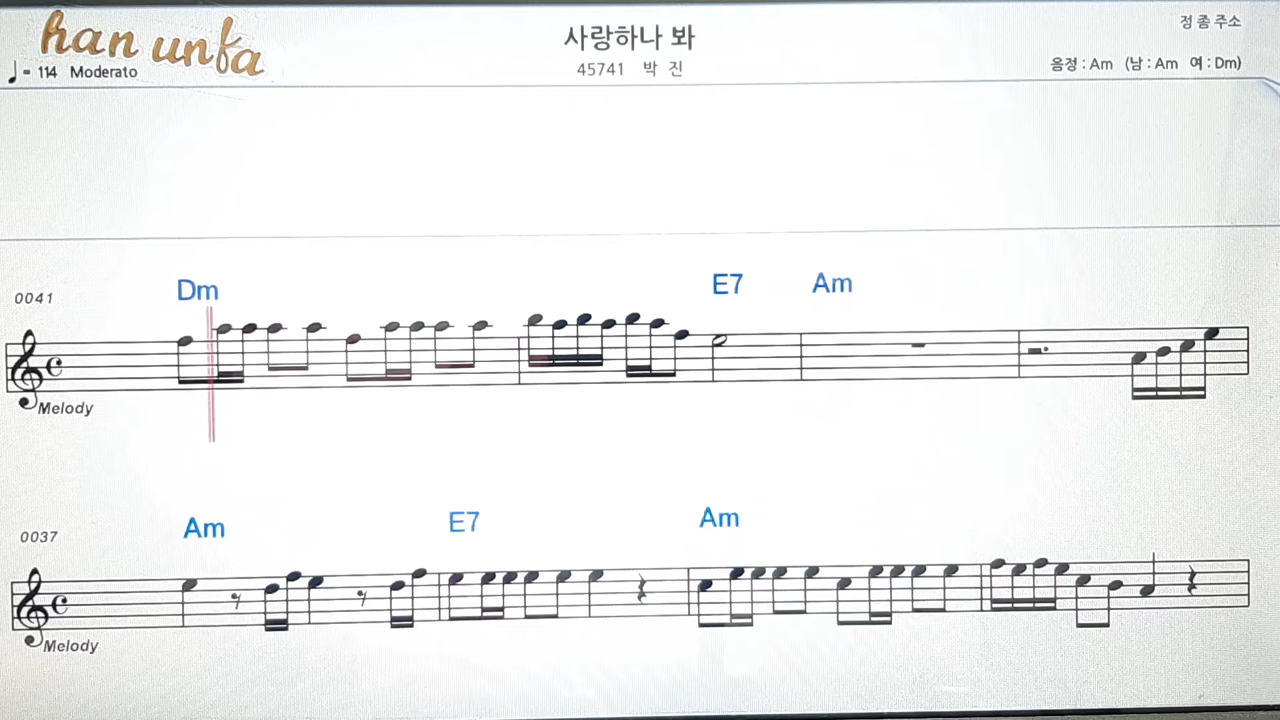 han unfa
사랑하나 봐
정 좀 주소
♩= 114 Moderato
45741 박 진
음정 : Am (남 : Am 여 : Dm)
Dm E7 Am
0041
Melody
Am E7 Am
0037
Melody